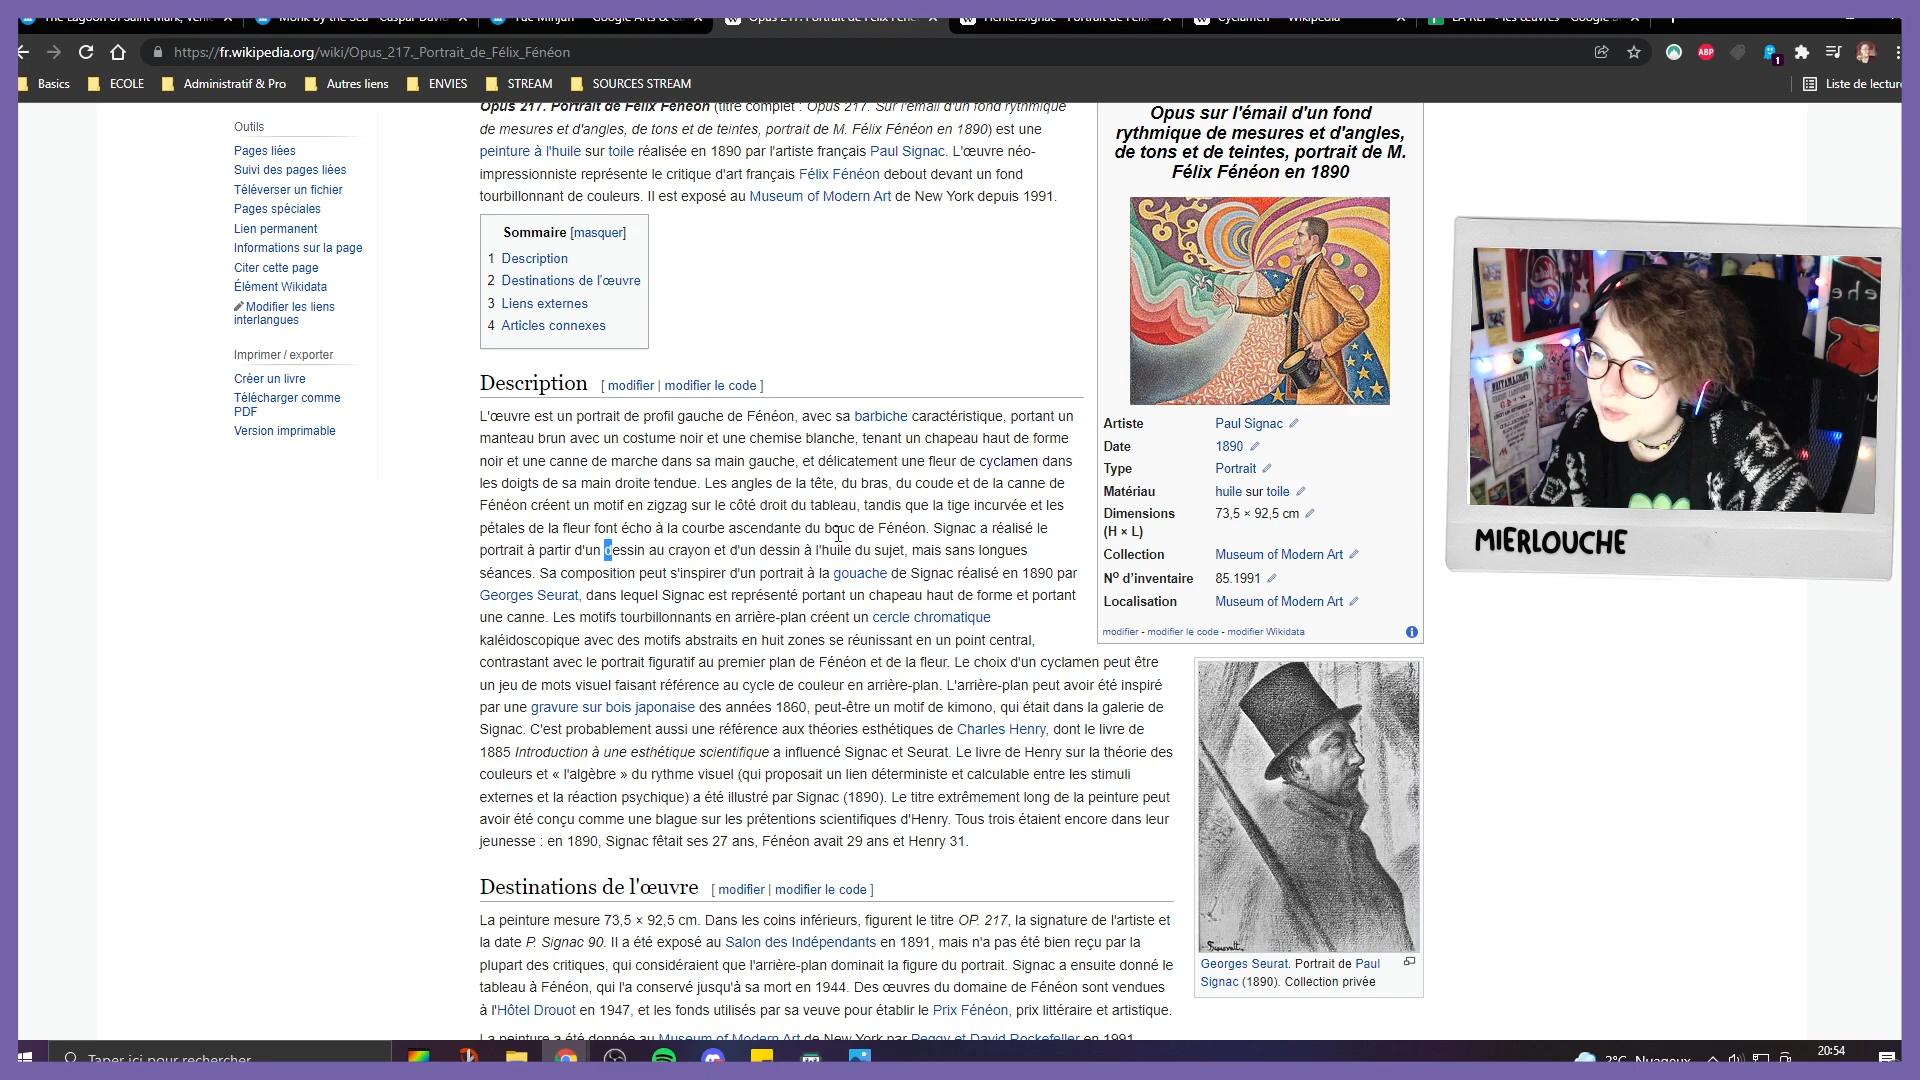 Monk by the Sea - Caspar David
Yue Minjun — Google Arts & Cu
Opus 217. Portrait de Félix Féné
Fichier:Signac - Portrait de Félix
Cyclamen — Wikipédia
https://fr.wikipedia.org/wiki/Opus_217._Portrait_de_Félix_Fénéon
ABP
1
Basics
ECOLE
Administratif & Pro
Autres liens
ENVIES
STREAM
SOURCES STREAM
Liste de lecture
Outils
Pages liées
Suivi des pages liées
Téléverser un fichier
Pages spéciales
Lien permanent
Informations sur la page
Citer cette page
Élément Wikidata
Modifier les liens
interlangues
Imprimer / exporter
Créer un livre
Télécharger comme
PDF
Version imprimable
Opus 217. Portrait de Félix Fénéon (titre complet : Opus 217. Sur l'émail d'un fond rythmique
de mesures et d'angles, de tons et de teintes, portrait de M. Félix Fénéon en 1890) est une
peinture à l'huile sur toile réalisée en 1890 par l'artiste français Paul Signac. L'œuvre néo-
impressionniste représente le critique d'art français Félix Fénéon debout devant un fond
tourbillonnant de couleurs. Il est exposé au Museum of Modern Art de New York depuis 1991.
Sommaire [masquer]
1 Description
2 Destinations de l'œuvre
3 Liens externes
4 Articles connexes
Description [ modifier | modifier le code ]
L'œuvre est un portrait de profil gauche de Fénéon, avec sa barbiche caractéristique, portant un
manteau brun avec un costume noir et une chemise blanche, tenant un chapeau haut de forme
noir et une canne de marche dans sa main gauche, et délicatement une fleur de cyclamen dans
les doigts de sa main droite tendue. Les angles de la tête, du bras, du coude et de la canne de
Fénéon créent un motif en zigzag sur le côté droit du tableau, tandis que la tige incurvée et les
pétales de la fleur font écho à la courbe ascendante du bouc de Fénéon. Signac a réalisé le
portrait à partir d'un dessin au crayon et d'un dessin à l'huile du sujet, mais sans longues
séances. Sa composition peut s'inspirer d'un portrait à la gouache de Signac réalisé en 1890 par
Georges Seurat, dans lequel Signac est représenté portant un chapeau haut de forme et portant
une canne. Les motifs tourbillonnants en arrière-plan créent un cercle chromatique
kaléidoscopique avec des motifs abstraits en huit zones se réunissant en un point central,
contrastant avec le portrait figuratif au premier plan de Fénéon et de la fleur. Le choix d'un cyclamen peut être
un jeu de mots visuel faisant référence au cycle de couleur en arrière-plan. L'arrière-plan peut avoir été inspiré
par une gravure sur bois japonaise des années 1860, peut-être un motif de kimono, qui était dans la galerie de
Signac. C'est probablement aussi une référence aux théories esthétiques de Charles Henry, dont le livre de
1885 Introduction à une esthétique scientifique a influencé Signac et Seurat. Le livre de Henry sur la théorie des
couleurs et « l'algèbre » du rythme visuel (qui proposait un lien déterministe et calculable entre les stimuli
externes et la réaction psychique) a été illustré par Signac (1890). Le titre extrêmement long de la peinture peut
avoir été conçu comme une blague sur les prétentions scientifiques d'Henry. Tous trois étaient encore dans leur
jeunesse : en 1890, Signac fêtait ses 27 ans, Fénéon avait 29 ans et Henry 31.
Destinations de l'œuvre [ modifier | modifier le code ]
La peinture mesure 73,5 × 92,5 cm. Dans les coins inférieurs, figurent le titre OP. 217, la signature de l'artiste et
la date P. Signac 90. Il a été exposé au Salon des Indépendants en 1891, mais n'a pas été bien reçu par la
plupart des critiques, qui considéraient que l'arrière-plan dominait la figure du portrait. Signac a ensuite donné le
tableau à Fénéon, qui l'a conservé jusqu'à sa mort en 1944. Des œuvres du domaine de Fénéon sont vendues
à l'Hôtel Drouot en 1947, et les fonds utilisés par sa veuve pour établir le Prix Fénéon, prix littéraire et artistique.
La peinture a été donnée au Museum of Modern Art de New York par Peggy et David Rockefeller en 1991.
Opus sur l'émail d'un fond
rythmique de mesures et d'angles,
de tons et de teintes, portrait de M.
Félix Fénéon en 1890
Artiste Paul Signac
Date 1890
Type Portrait
Matériau huile sur toile
Dimensions 73,5 × 92,5 cm
(H × L)
Collection Museum of Modern Art
Nº d'inventaire 85.1991
Localisation Museum of Modern Art
modifier - modifier le code - modifier Wikidata
Seurat
Georges Seurat. Portrait de Paul
Signac (1890). Collection privée
ehe
MIERLOUCHE
Taper ici pour rechercher
2°C Nuageux
20:54